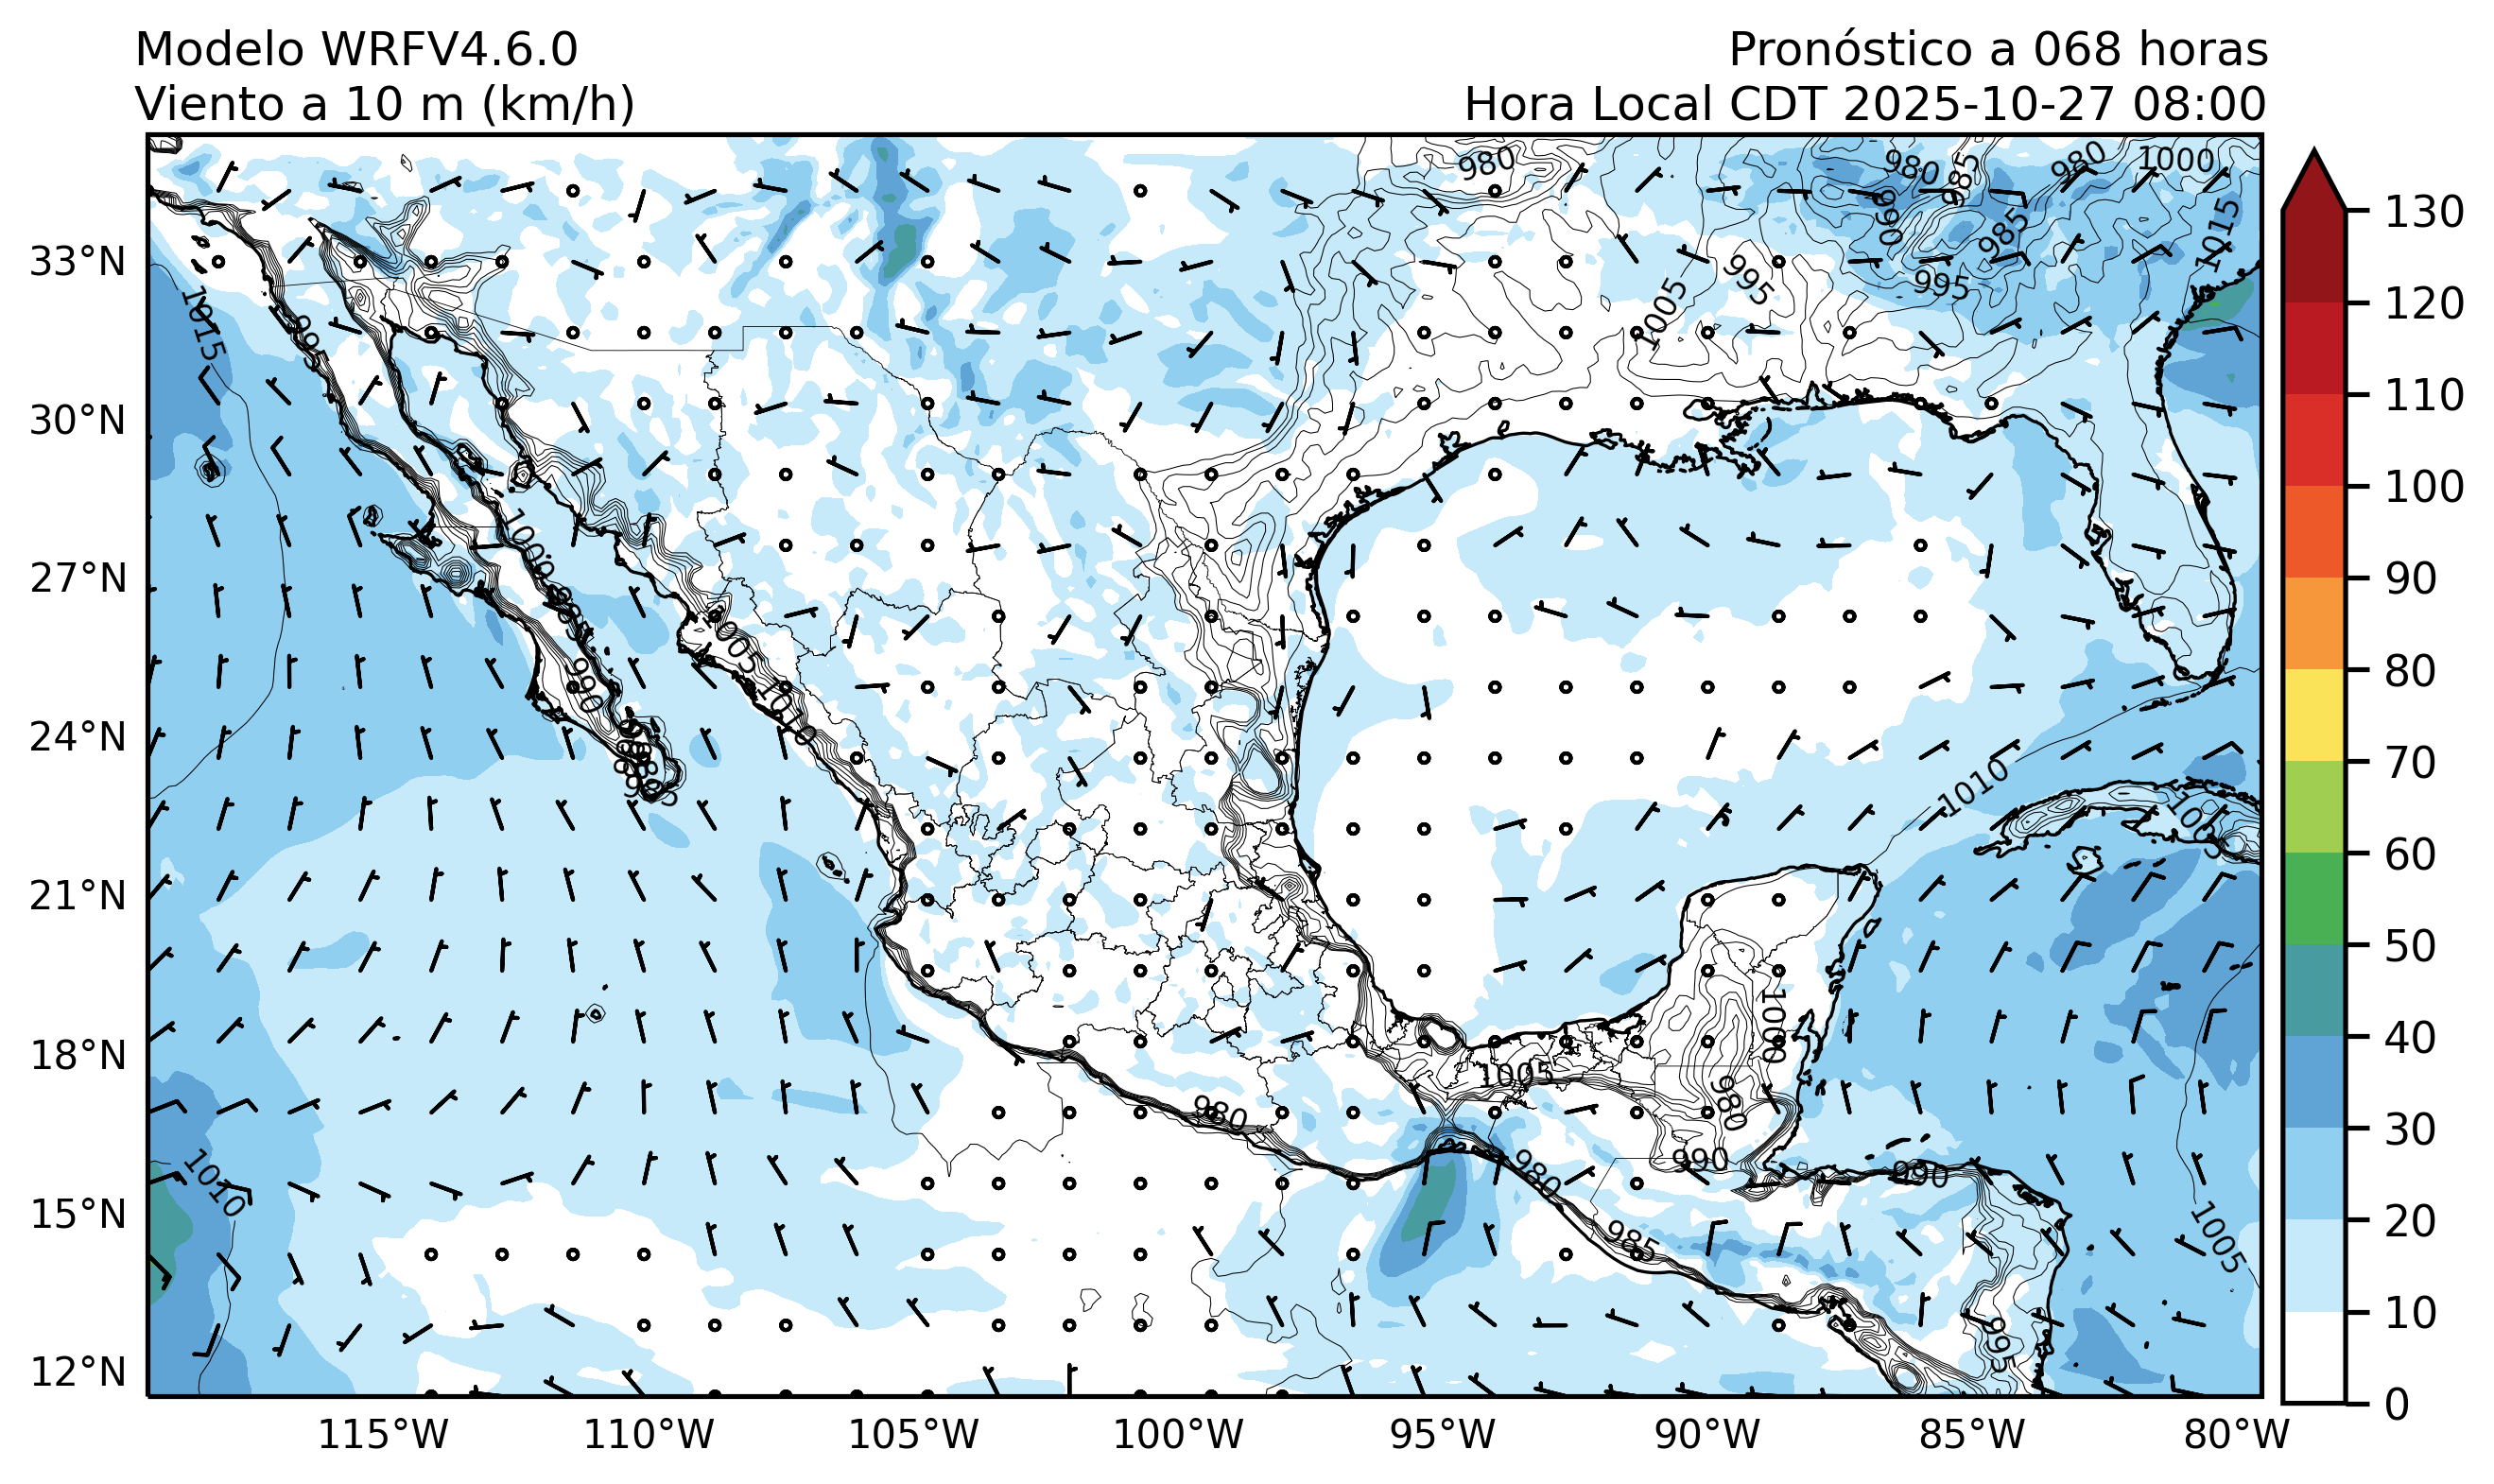 Modelo WRFV4.6.0
Pronóstico a 068 horas
Viento a 10 m (km/h)
Hora Local CDT 2025-10-27 08:00
980
980
985
980
1000
990
985
1015
995
995
1005
1015
995
1005
1010
990
1010
1005
1000
1005
980
980
990
990
980
1010
985
1005
995
33°N
30°N
27°N
24°N
21°N
18°N
15°N
12°N
115°W
110°W
105°W
100°W
95°W
90°W
85°W
80°W
130
120
110
100
90
80
70
60
50
40
30
20
10
0